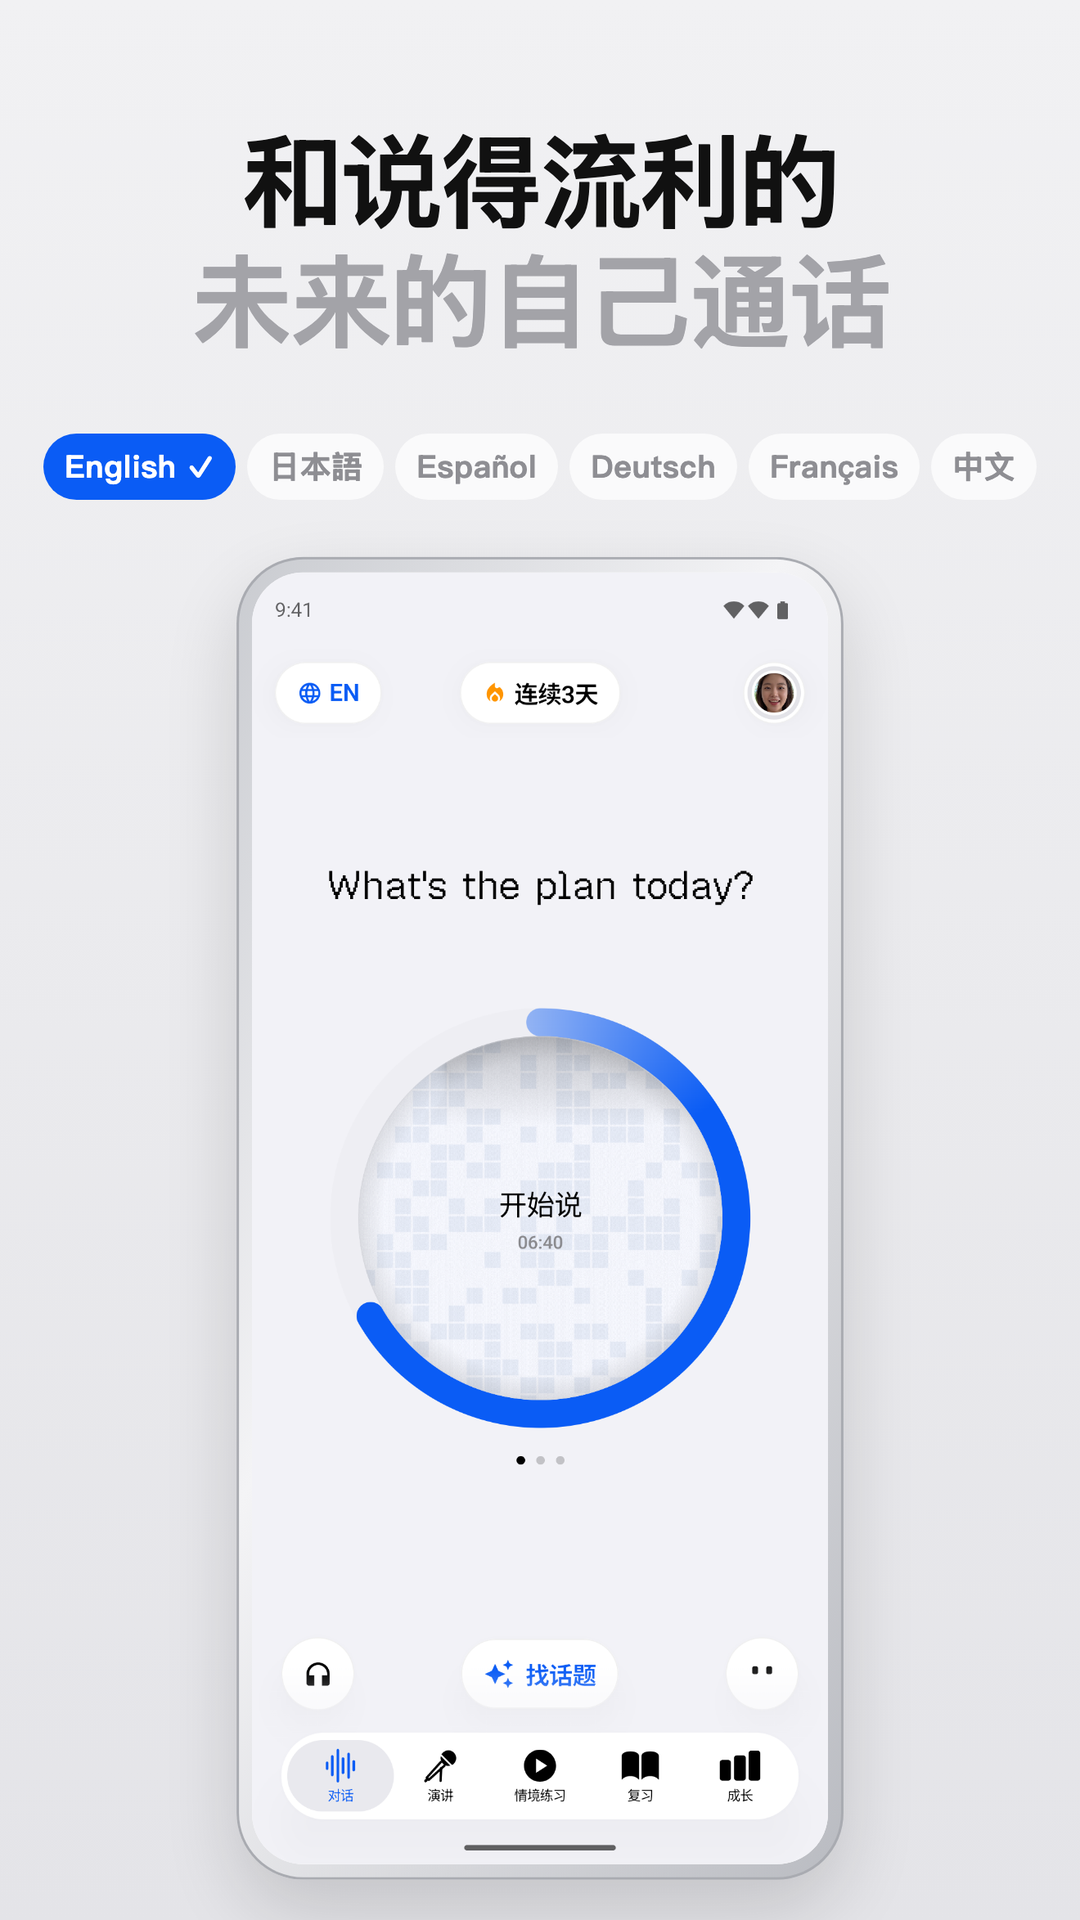 和说得流利的
未来的自己通话
English 日本語 Español Deutsch Français 中文
9:41
EN 连续3天
What's the plan today?
开始说
06:40
找话题
对话 演讲 情境练习 复习 成长